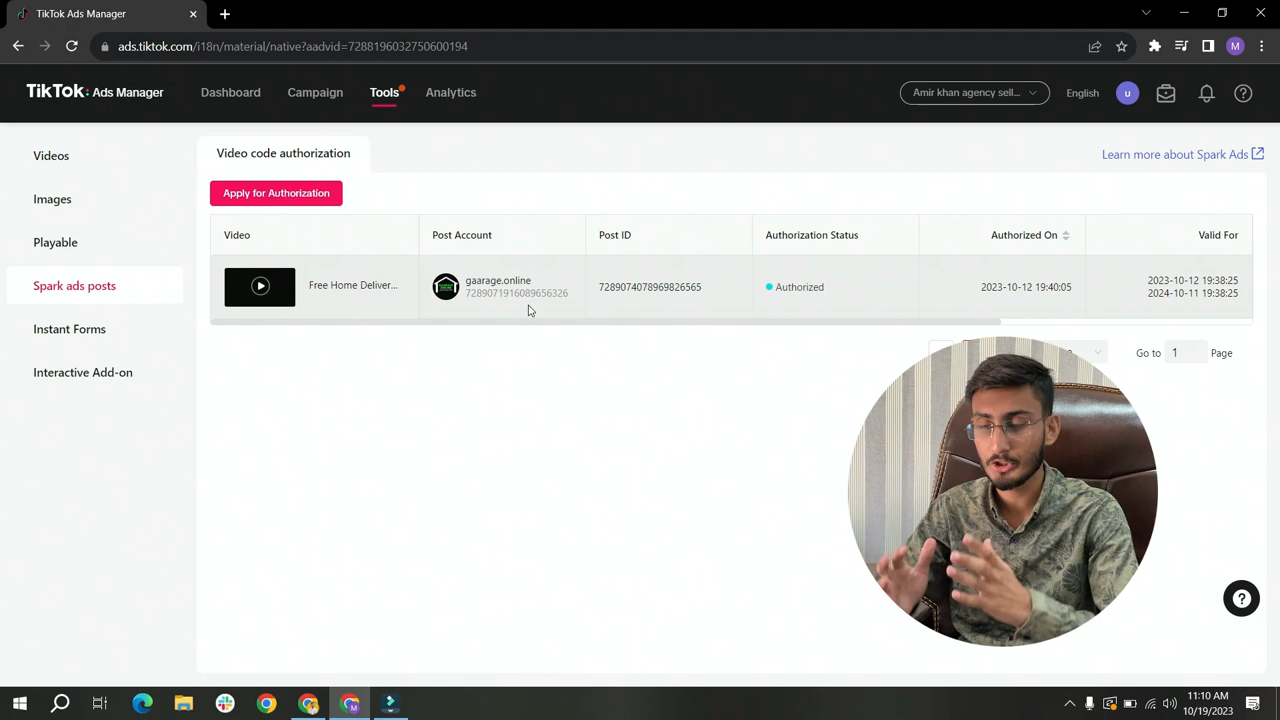 TikTok Ads Manager
ads.tiktok.com/i18n/material/native?aadvid=7288196032750600194
M
TikTok: Ads Manager
Dashboard
Campaign
Tools
Analytics
Amir khan agency sell...
English
u
Videos
Images
Playable
Spark ads posts
Instant Forms
Interactive Add-on
Video code authorization
Learn more about Spark Ads
Apply for Authorization
Video
Post Account
Post ID
Authorization Status
Authorized On
Valid For
Free Home Deliver...
gaarage.online
7289071916089656326
7289074078969826565
Authorized
2023-10-12 19:40:05
2023-10-12 19:38:25
2024-10-11 19:38:25
Go to 1 Page
11:10 AM
10/19/2023